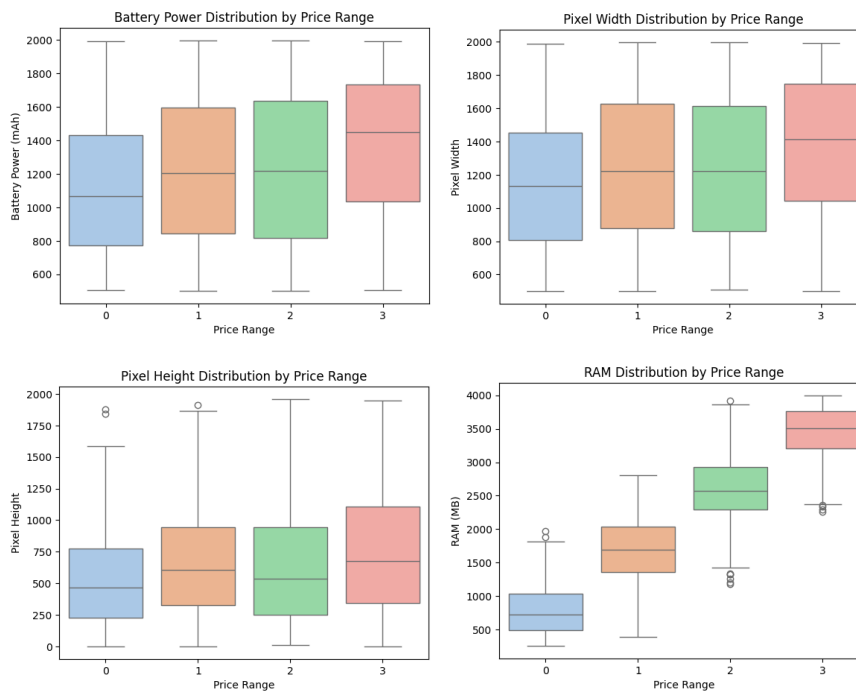 Battery Power Distribution by Price Range
2000
1800
1600
1400
1200
1000
800
600
Battery Power (mAh)
0 1 2 3
Price Range
Pixel Width Distribution by Price Range
2000
1800
1600
1400
1200
1000
800
600
Pixel Width
0 1 2 3
Price Range
Pixel Height Distribution by Price Range
2000
1750
1500
1250
1000
750
500
250
0
Pixel Height
0 1 2 3
Price Range
RAM Distribution by Price Range
4000
3500
3000
2500
2000
1500
1000
500
RAM (MB)
0 1 2 3
Price Range